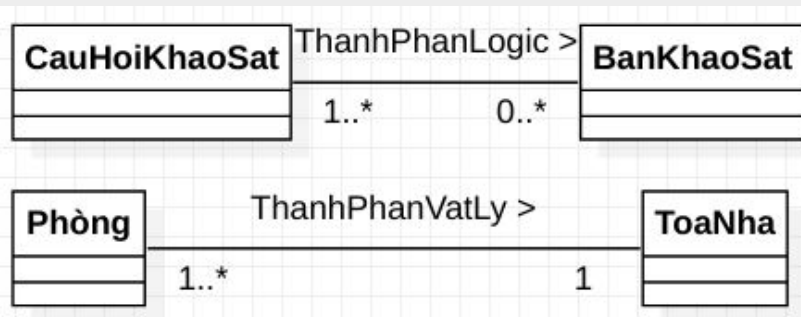 CauHoiKhaoSat
ThanhPhanLogic >
BanKhaoSat
1..*
0..*
Phòng
ThanhPhanVatLy >
ToaNha
1..*
1